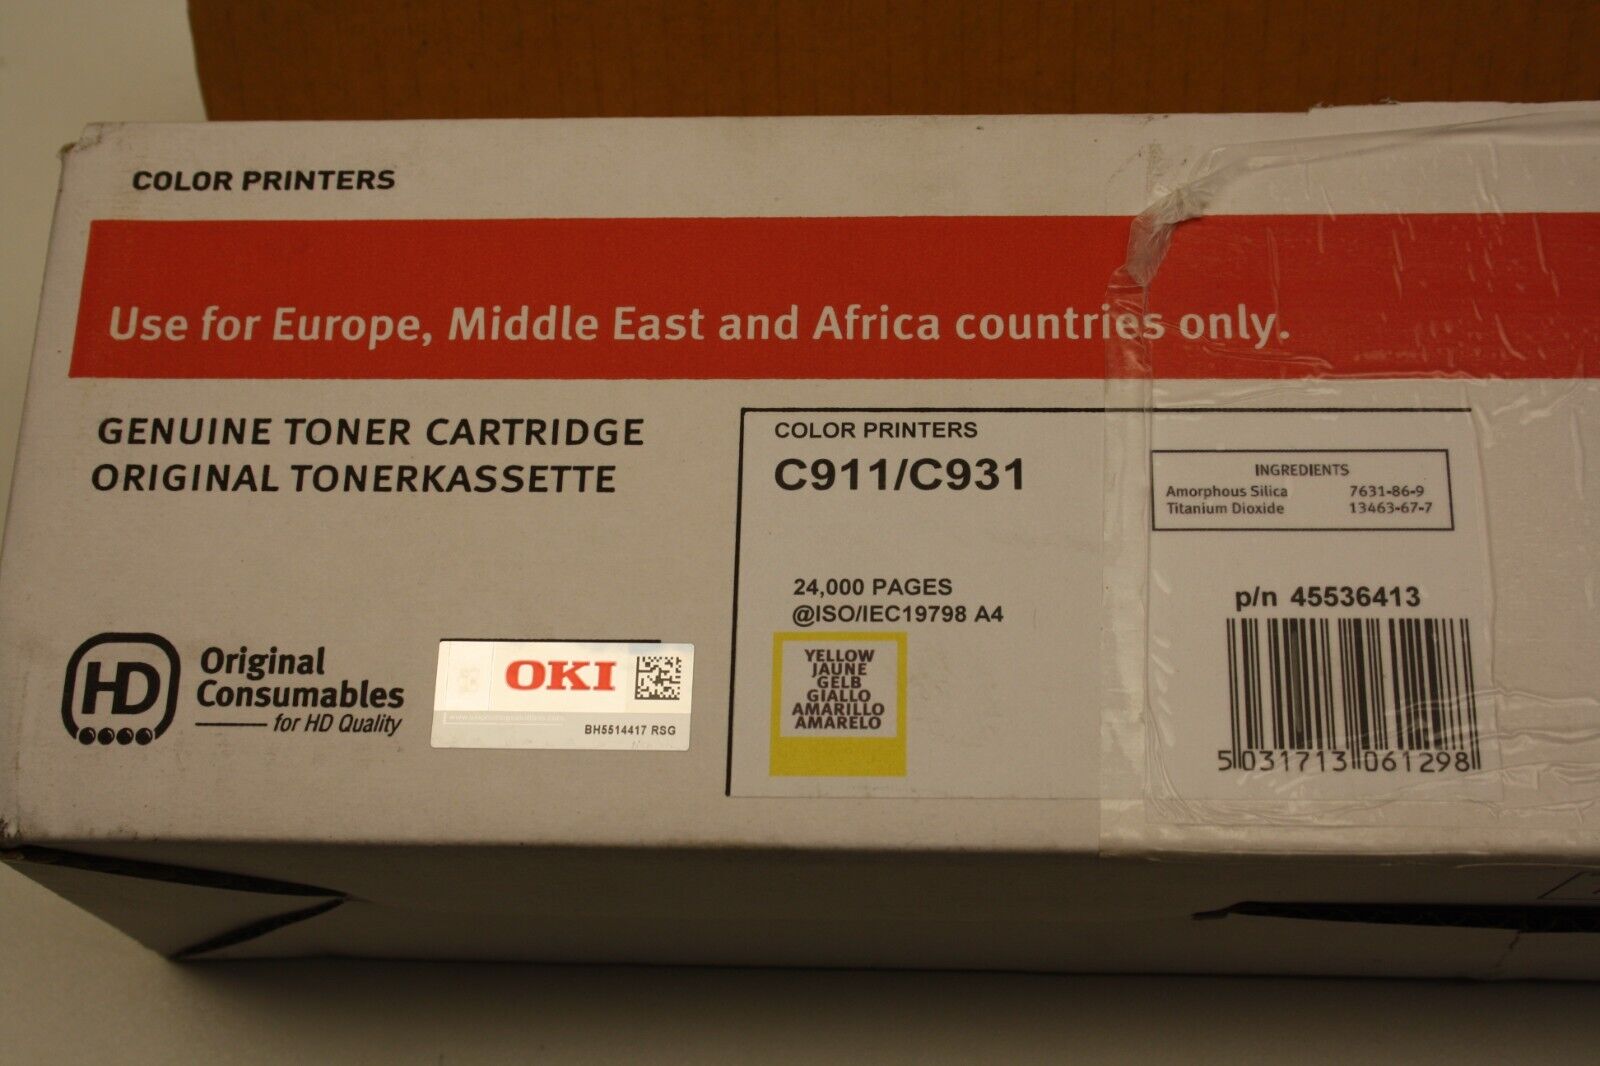 COLOR PRINTERS
Use for Europe, Middle East and Africa countries only.
GENUINE TONER CARTRIDGE
ORIGINAL TONERKASSETTE
HD
Original
Consumables
for HD Quality
OKI
BH5514417 RSG
COLOR PRINTERS
C911/C931
24,000 PAGES
@ISO/IEC19798 A4
YELLOW
JAUNE
GELB
GIALLO
AMARILLO
AMARELO
INGREDIENTS
Amorphous Silica 7631-86-9
Titanium Dioxide 13463-67-7
p/n 45536413
5 031713 061298